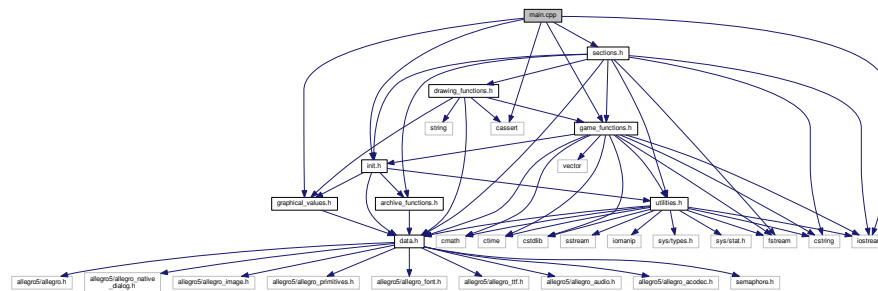 main.cpp
sections.h
drawing_functions.h
string
cassert
game_functions.h
init.h
vector
graphical_values.h
archive_functions.h
utilities.h
data.h
cmath
ctime
cstdlib
sstream
iomanip
sys/types.h
sys/stat.h
fstream
cstring
iostream
allegro5/allegro.h
allegro5/allegro_native
_dialog.h
allegro5/allegro_image.h
allegro5/allegro_primitives.h
allegro5/allegro_font.h
allegro5/allegro_ttf.h
allegro5/allegro_audio.h
allegro5/allegro_acodec.h
semaphore.h